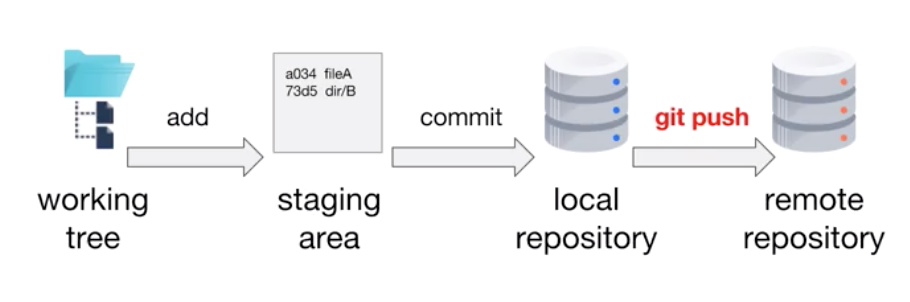 add
a034 fileA
73d5 dir/B
commit
git push
working
tree
staging
area
local
repository
remote
repository